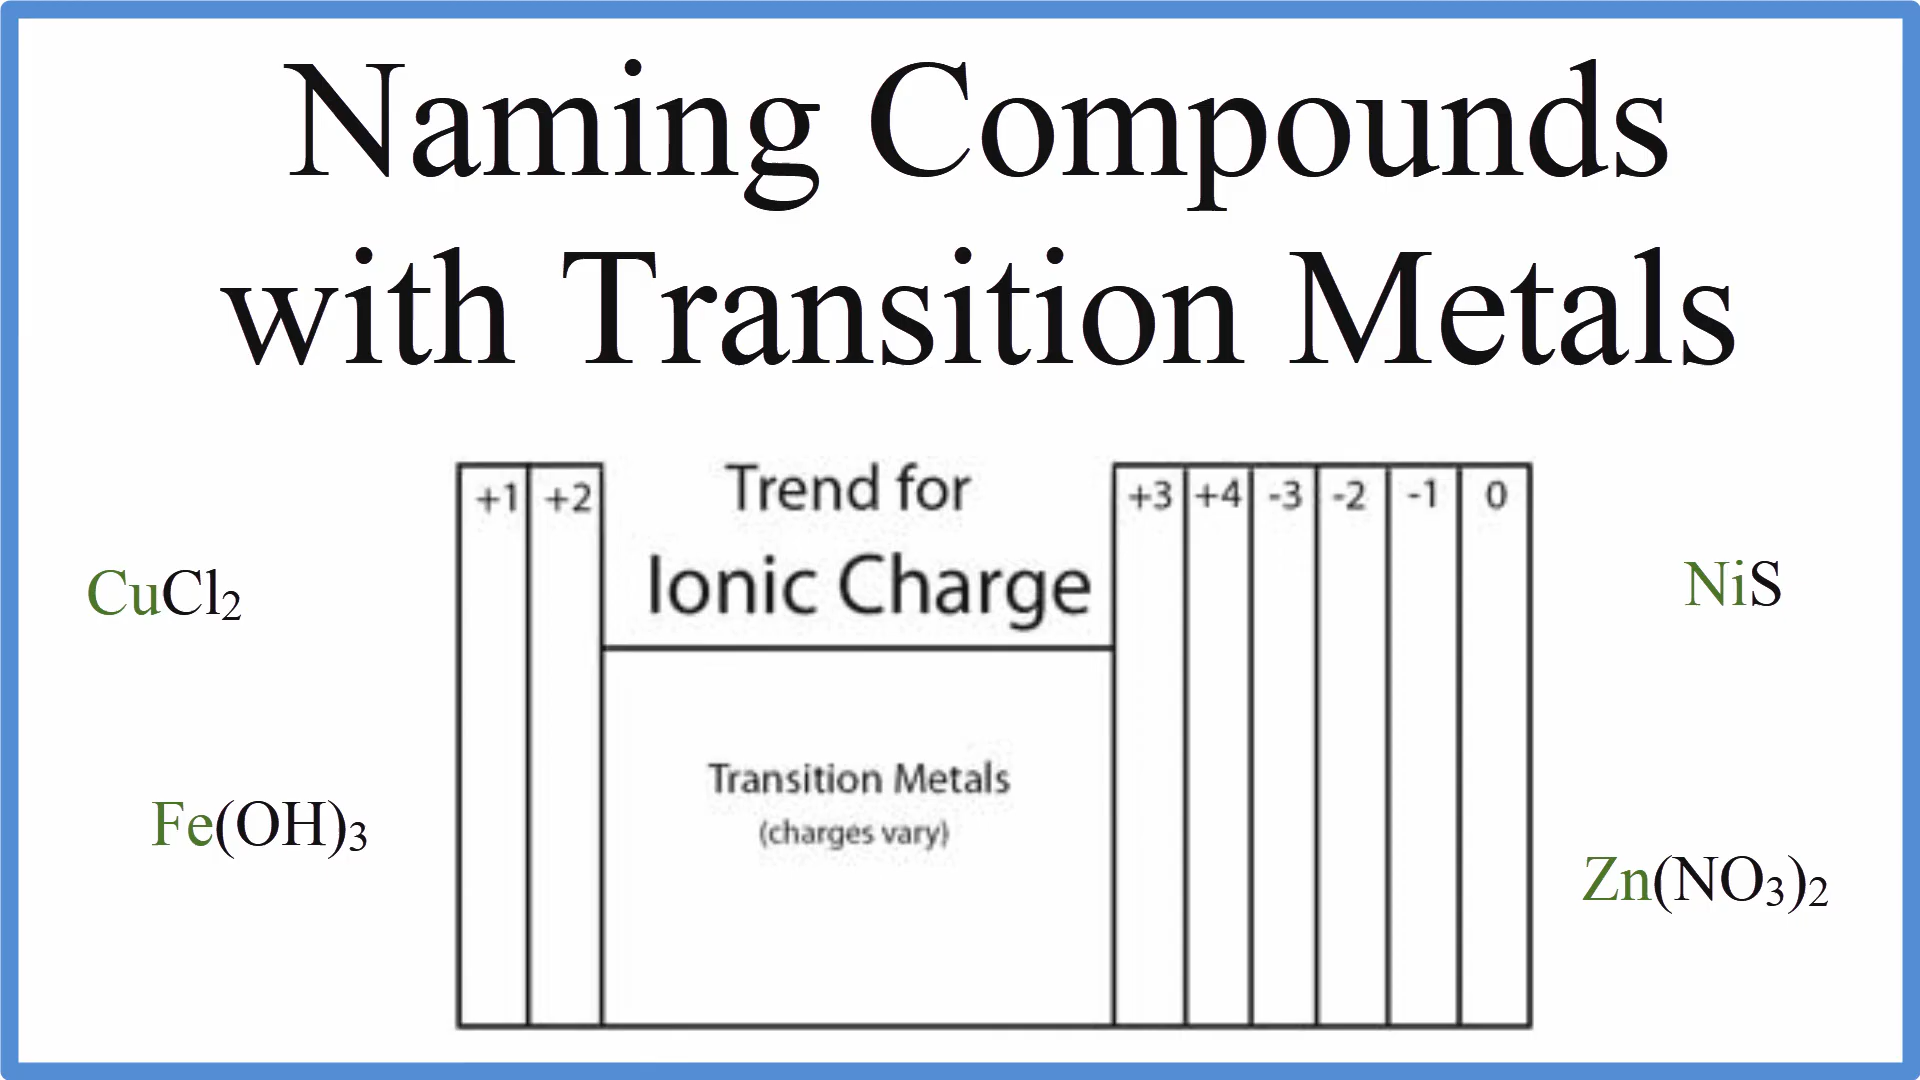 Naming Compounds
with Transition Metals
+1 +2 Trend for +3 +4 -3 -2 -1 0
Ionic Charge
CuCl₂
NiS
Transition Metals
(charges vary)
Fe(OH)₃
Zn(NO₃)₂